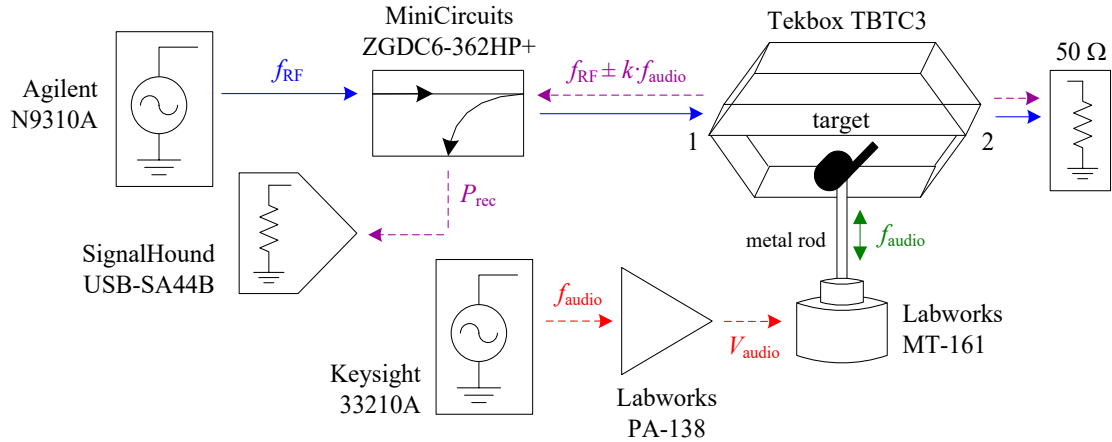 MiniCircuits
ZGDC6-362HP+
Tekbox TBTC3
Agilent
N9310A
f_RF
f_RF ± k·f_audio
50 Ω
target
1
2
P_rec
SignalHound
USB-SA44B
metal rod
f_audio
f_audio
V_audio
Labworks
MT-161
Keysight
33210A
Labworks
PA-138